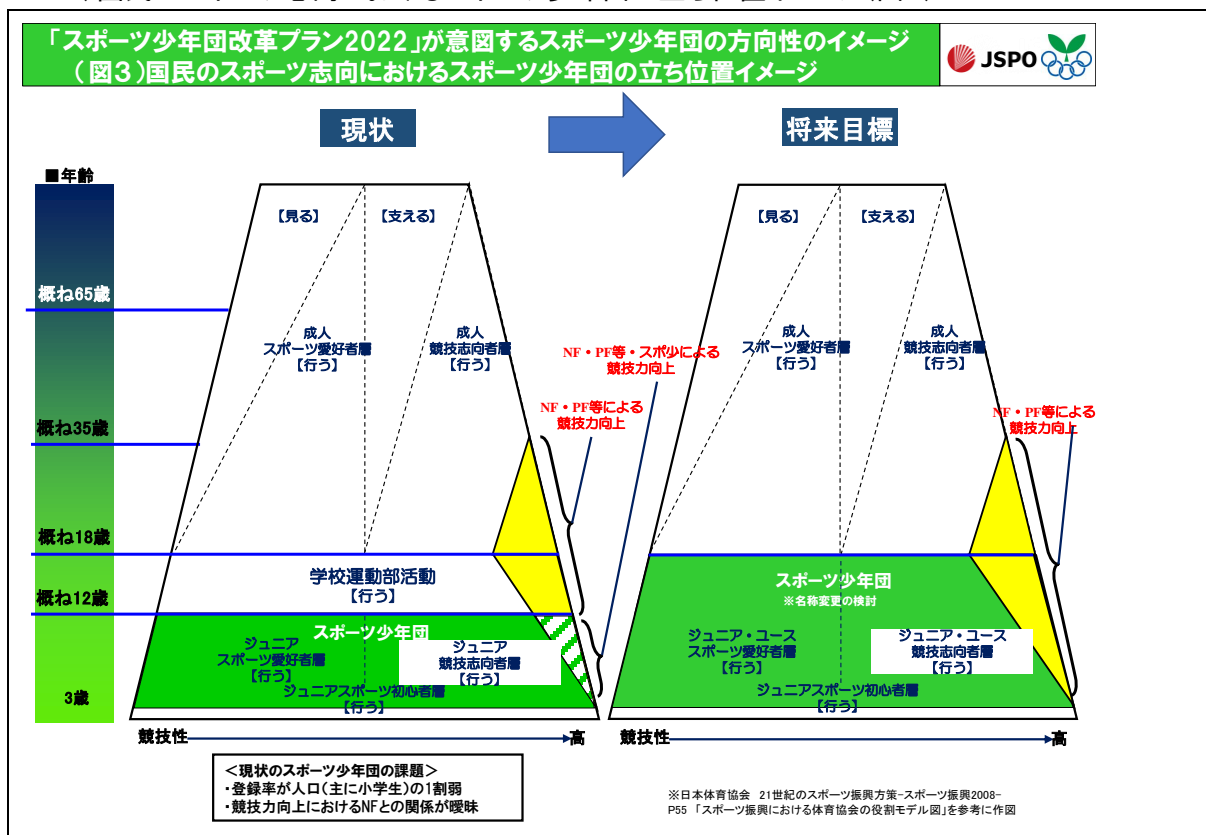 「スポーツ少年団改革プラン2022」が意図するスポーツ少年団の方向性のイメージ
（図３）国民のスポーツ志向におけるスポーツ少年団の立ち位置イメージ
JSPO
現状
将来目標
■年齢
概ね65歳
概ね35歳
概ね18歳
概ね12歳
3歳
【見る】
【支える】
成人
スポーツ愛好者層
【行う】
成人
競技志向者層
【行う】
NF・PF等・スポ少による
競技力向上
NF・PF等による
競技力向上
学校運動部活動
【行う】
スポーツ少年団
ジュニア
スポーツ愛好者層
【行う】
ジュニア
競技志向者層
【行う】
ジュニアスポーツ初心者層
【行う】
競技性
高
【見る】
【支える】
成人
スポーツ愛好者層
【行う】
成人
競技志向者層
【行う】
NF・PF等による
競技力向上
スポーツ少年団
※名称変更の検討
ジュニア・ユース
スポーツ愛好者層
【行う】
ジュニア・ユース
競技志向者層
【行う】
ジュニアスポーツ初心者層
【行う】
競技性
高
＜現状のスポーツ少年団の課題＞
・登録率が人口（主に小学生）の１割弱
・競技力向上におけるNFとの関係が曖昧
※日本体育協会　21世紀のスポーツ振興方策-スポーツ振興2008-
P55 「スポーツ振興における体育協会の役割モデル図」を参考に作図